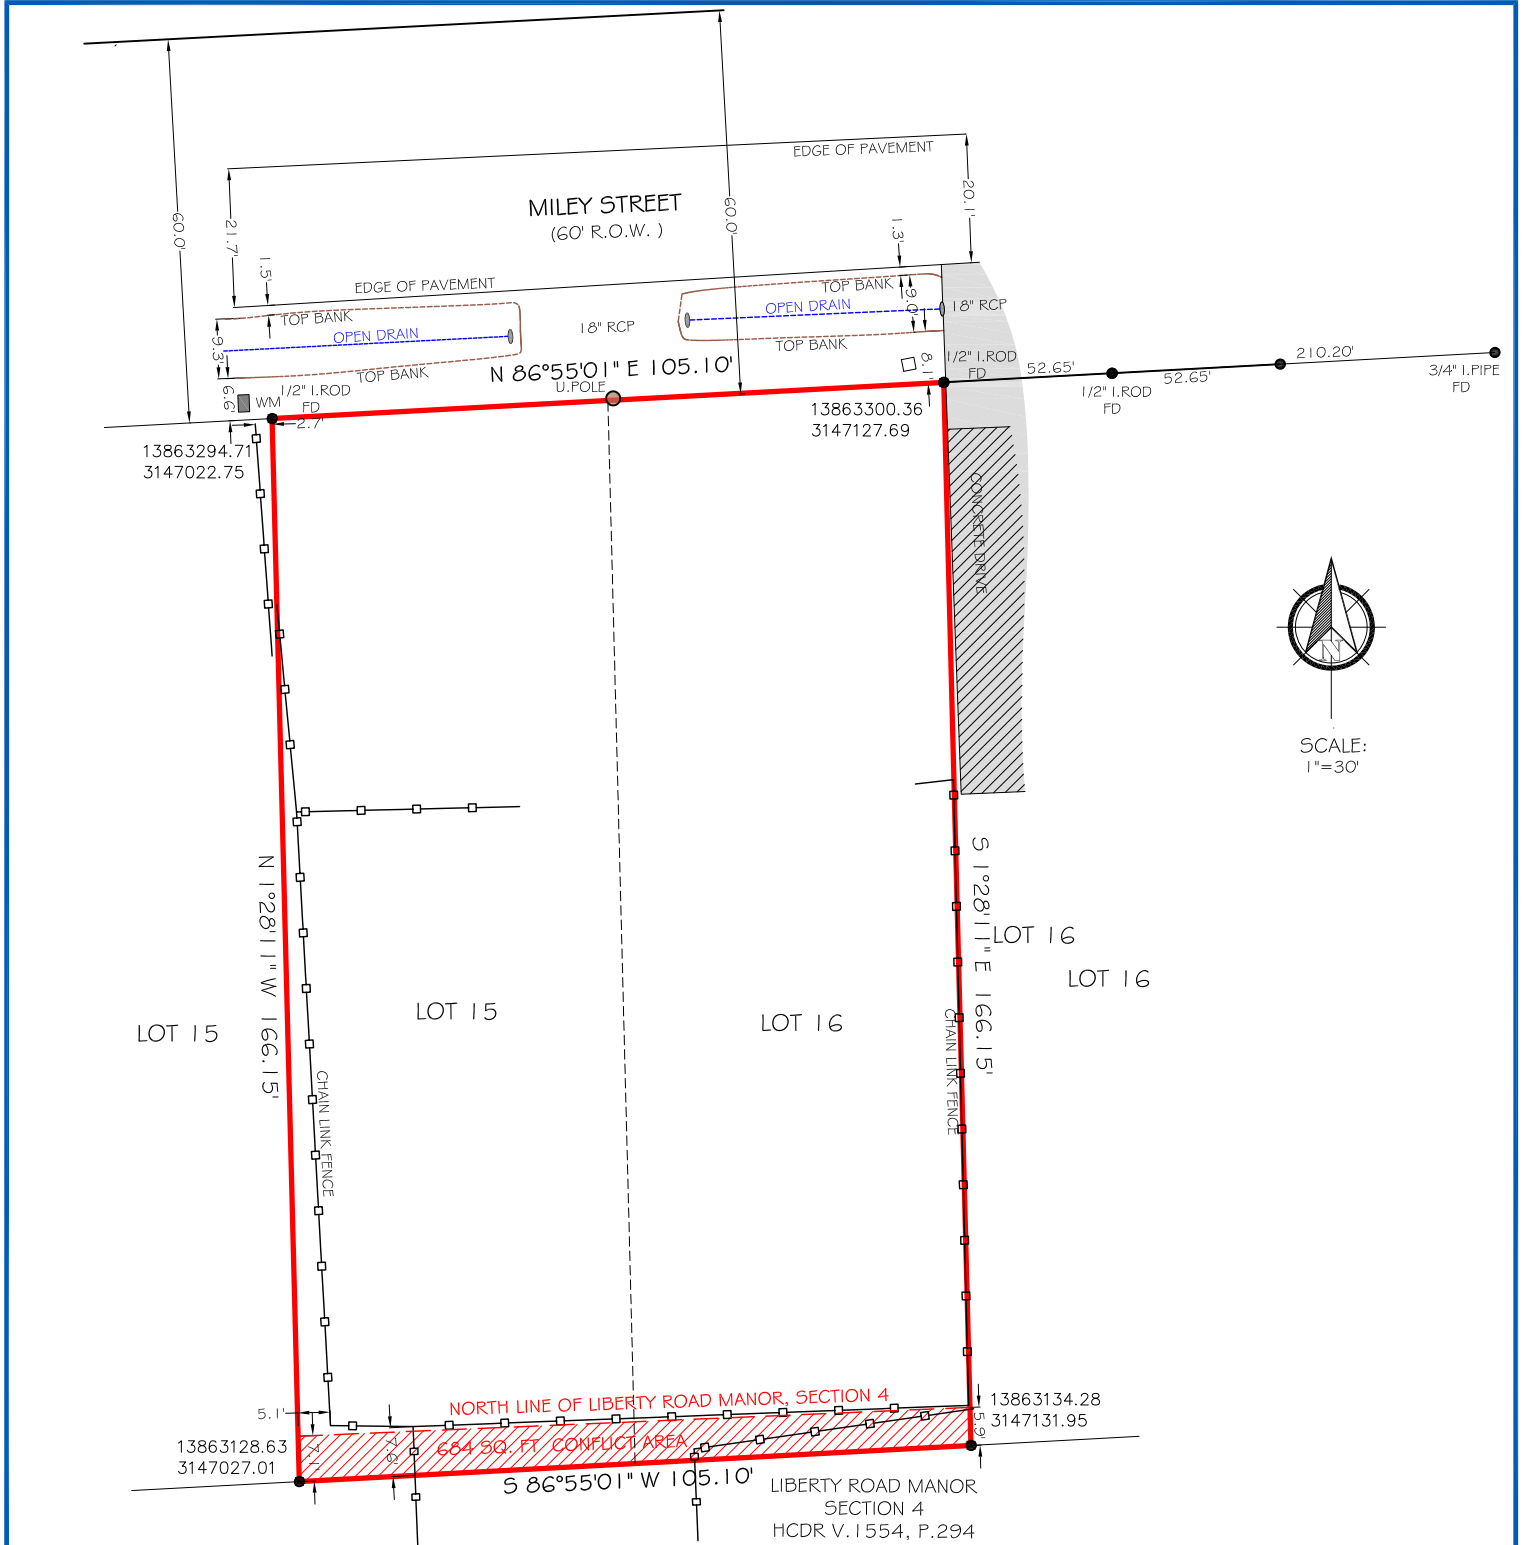 EDGE OF PAVEMENT
MILEY STREET
(60' R.O.W. )
60.0'
60.0'
20.1'
21.7'
1.3'
1.5'
EDGE OF PAVEMENT
TOP BANK
OPEN DRAIN
9.0'
18" RCP
TOP BANK
18" RCP
OPEN DRAIN
TOP BANK
9.3'
TOP BANK
8.1'
1/2" I.ROD
FD
52.65'
52.65'
210.20'
3/4" I.PIPE
FD
1/2" I.ROD
FD
N 86°55'01" E 105.10'
U.POLE
6.6'
WM
1/2" I.ROD
FD
2.7'
13863300.36
3147127.69
13863294.71
3147022.75
CONCRETE DRIVE
N
SCALE:
1"=30'
N 1°28'11" W 166.15'
S 1°28'11" E 166.15'
LOT 16
LOT 16
LOT 15
LOT 15
LOT 16
CHAIN LINK FENCE
CHAIN LINK FENCE
NORTH LINE OF LIBERTY ROAD MANOR, SECTION 4
13863134.28
3147131.95
5.1'
5.9'
7.1'
7.8'
684 SQ. FT CONFLICT AREA
13863128.63
3147027.01
S 86°55'01" W 105.10'
LIBERTY ROAD MANOR
SECTION 4
HCDR V.1554, P.294